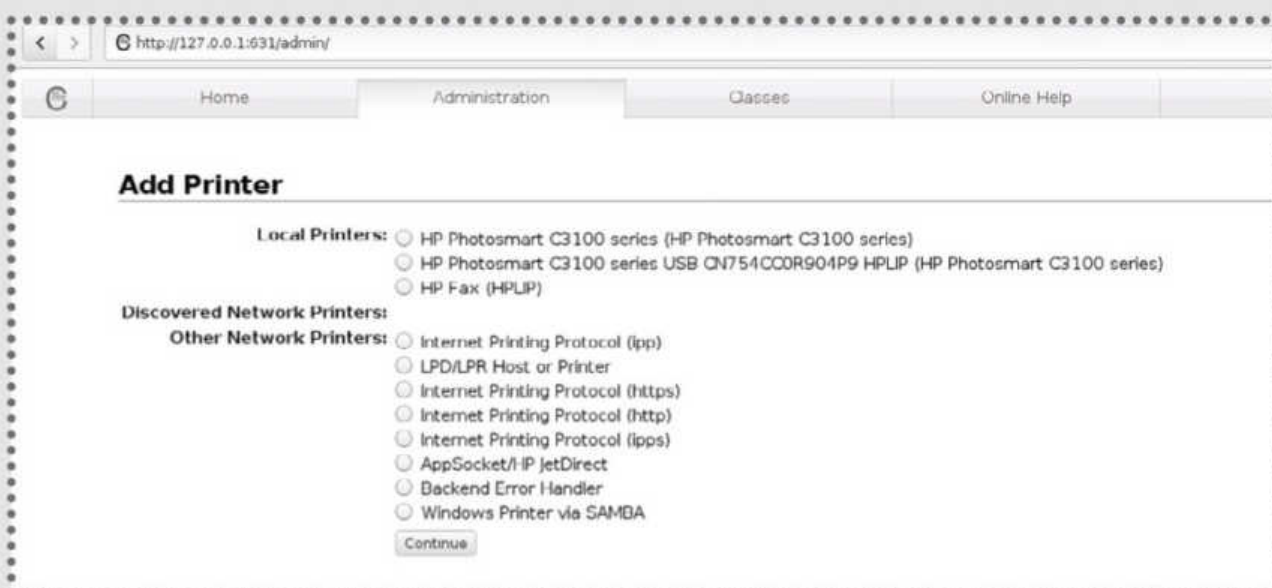 http://127.0.0.1:631/admin/
Home Administration Classes Online Help
Add Printer
Local Printers: HP Photosmart C3100 series (HP Photosmart C3100 series)
HP Photosmart C3100 series USB CN754CC0R904P9 HPLIP (HP Photosmart C3100 series)
HP Fax (HPLIP)
Discovered Network Printers:
Other Network Printers: Internet Printing Protocol (ipp)
LPD/LPR Host or Printer
Internet Printing Protocol (https)
Internet Printing Protocol (http)
Internet Printing Protocol (ipps)
AppSocket/HP JetDirect
Backend Error Handler
Windows Printer via SAMBA
Continue